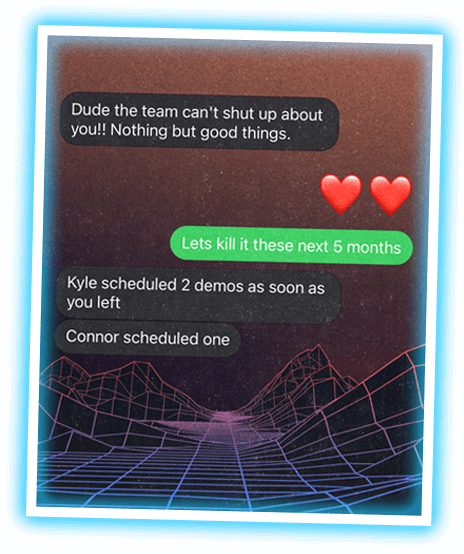 Dude the team can't shut up about
you!! Nothing but good things.
❤️❤️
Lets kill it these next 5 months
Kyle scheduled 2 demos as soon as
you left
Connor scheduled one